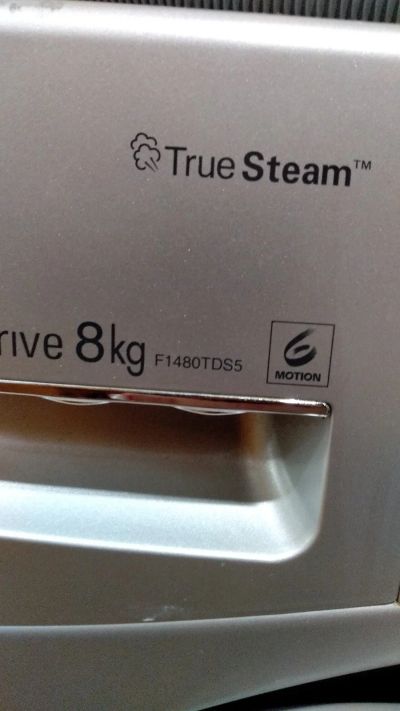 True Steam™
rive 8kg F1480TDS5
6
MOTION